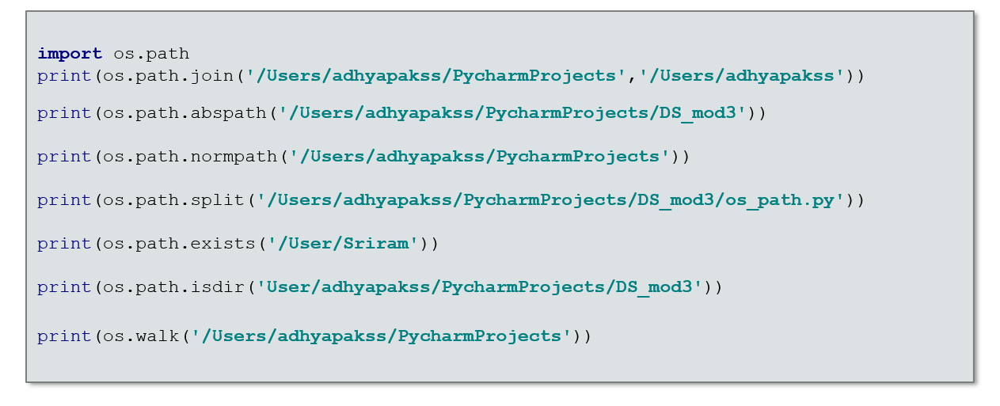 import os.path
print(os.path.join('/Users/adhyapakss/PycharmProjects','/Users/adhyapakss'))
print(os.path.abspath('/Users/adhyapakss/PycharmProjects/DS_mod3'))
print(os.path.normpath('/Users/adhyapakss/PycharmProjects'))
print(os.path.split('/Users/adhyapakss/PycharmProjects/DS_mod3/os_path.py'))
print(os.path.exists('/User/Sriram'))
print(os.path.isdir('User/adhyapakss/PycharmProjects/DS_mod3'))
print(os.walk('/Users/adhyapakss/PycharmProjects'))